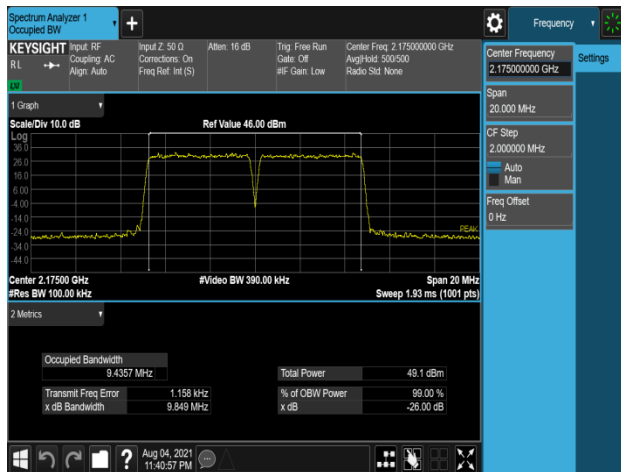 Spectrum Analyzer 1
Occupied BW
+
Frequency
KEYSIGHT
RL
LXI
Input: RF
Coupling: AC
Align: Auto
Input Z: 50 Ω
Corrections: On
Freq Ref: Int (S)
Atten: 16 dB
Trig: Free Run
Gate: Off
#IF Gain: Low
Center Freq: 2.175000000 GHz
Avg|Hold: 500/500
Radio Std: None
Center Frequency
2.175000000 GHz
Settings
Span
20.000 MHz
CF Step
2.000000 MHz
Auto
Man
Freq Offset
0 Hz
1 Graph
Scale/Div 10.0 dB
Ref Value 46.00 dBm
Log
36.0
26.0
16.0
6.00
-4.00
-14.0
-24.0
-34.0
-44.0
PEAK
Center 2.17500 GHz
#Video BW 390.00 kHz
Span 20 MHz
#Res BW 100.00 kHz
Sweep 1.93 ms (1001 pts)
2 Metrics
Occupied Bandwidth
9.4357 MHz
Total Power 49.1 dBm
Transmit Freq Error 1.158 kHz
% of OBW Power 99.00 %
x dB Bandwidth 9.849 MHz
x dB -26.00 dB
?
Aug 04, 2021
11:40:57 PM